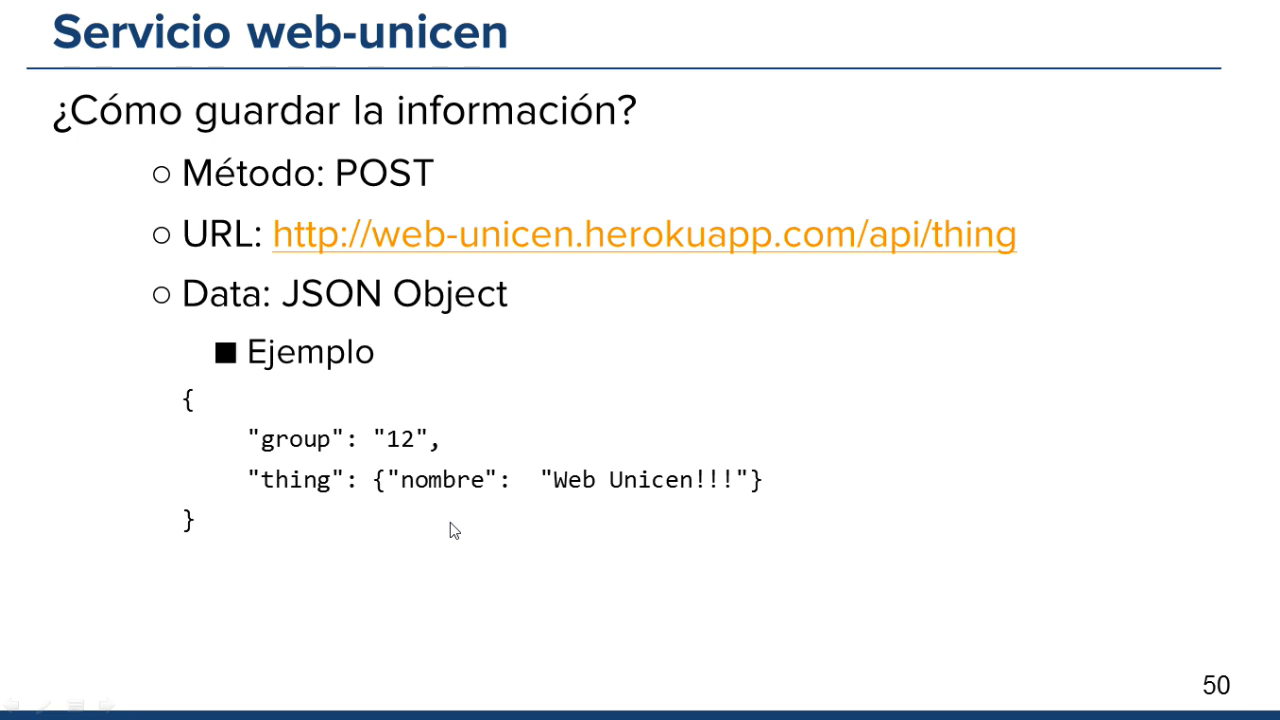 Servicio web-unicen
¿Cómo guardar la información?
○ Método: POST
○ URL: http://web-unicen.herokuapp.com/api/thing
○ Data: JSON Object
■ Ejemplo
{
"group": "12",
"thing": {"nombre":  "Web Unicen!!!"}
}
50